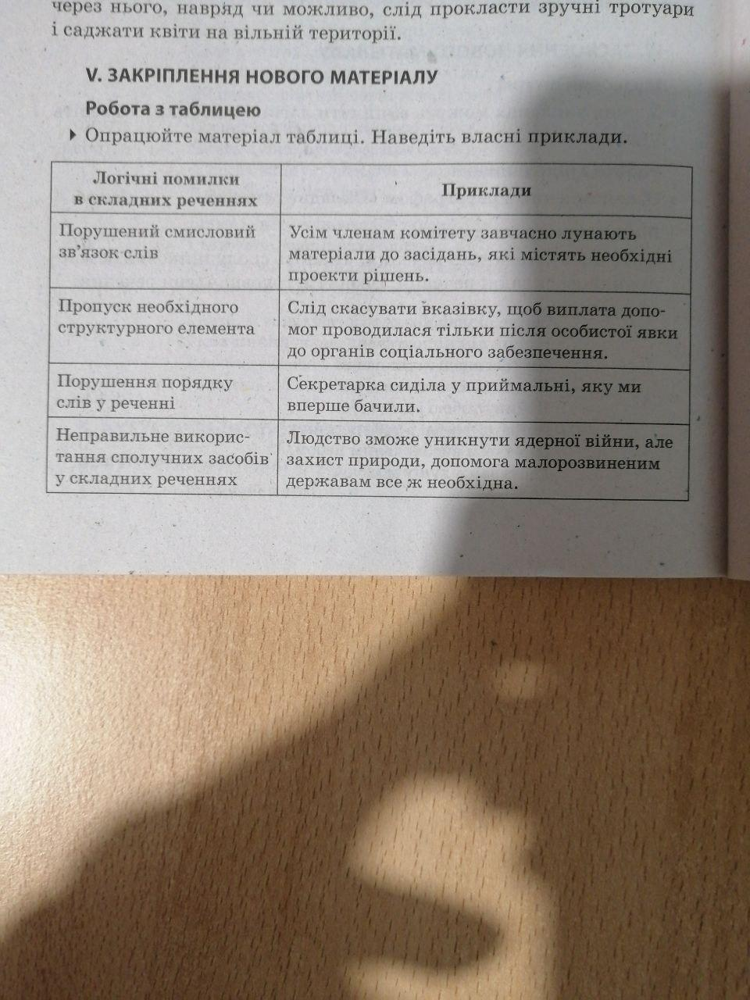 через нього, навряд чи можливо, слід прокласти зручні тротуари
і саджати квіти на вільній території.
V. ЗАКРІПЛЕННЯ НОВОГО МАТЕРІАЛУ
Робота з таблицею
Опрацюйте матеріал таблиці. Наведіть власні приклади.
Логічні помилки
в складних реченнях
Приклади
Порушений смисловий
зв’язок слів
Усім членам комітету завчасно лунають
матеріали до засідань, які містять необхідні
проекти рішень.
Пропуск необхідного
структурного елемента
Слід скасувати вказівку, щоб виплата допо-
мог проводилася тільки після особистої явки
до органів соціального забезпечення.
Порушення порядку
слів у реченні
Секретарка сиділа у приймальні, яку ми
вперше бачили.
Неправильне викорис-
тання сполучних засобів
у складних реченнях
Людство зможе уникнути ядерної війни, але
захист природи, допомога малорозвиненим
державам все ж необхідна.